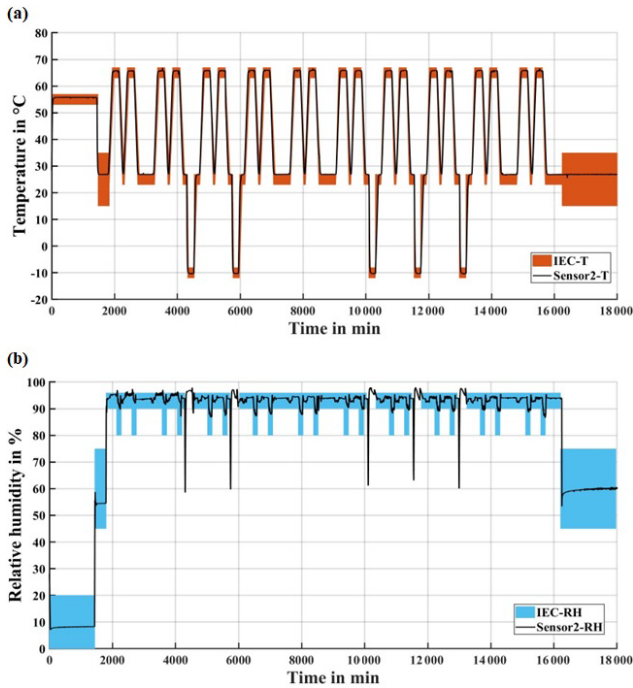 (a)
80
70
60
50
40
30
20
10
0
-10
-20
Temperature in °C
IEC-T
Sensor2-T
0 2000 4000 6000 8000 10 000 12 000 14 000 16 000 18 000
Time in min
(b)
100
90
80
70
60
50
40
30
20
10
0
Relative humidity in %
IEC-RH
Sensor2-RH
0 2000 4000 6000 8000 10 000 12 000 14 000 16 000 18 000
Time in min